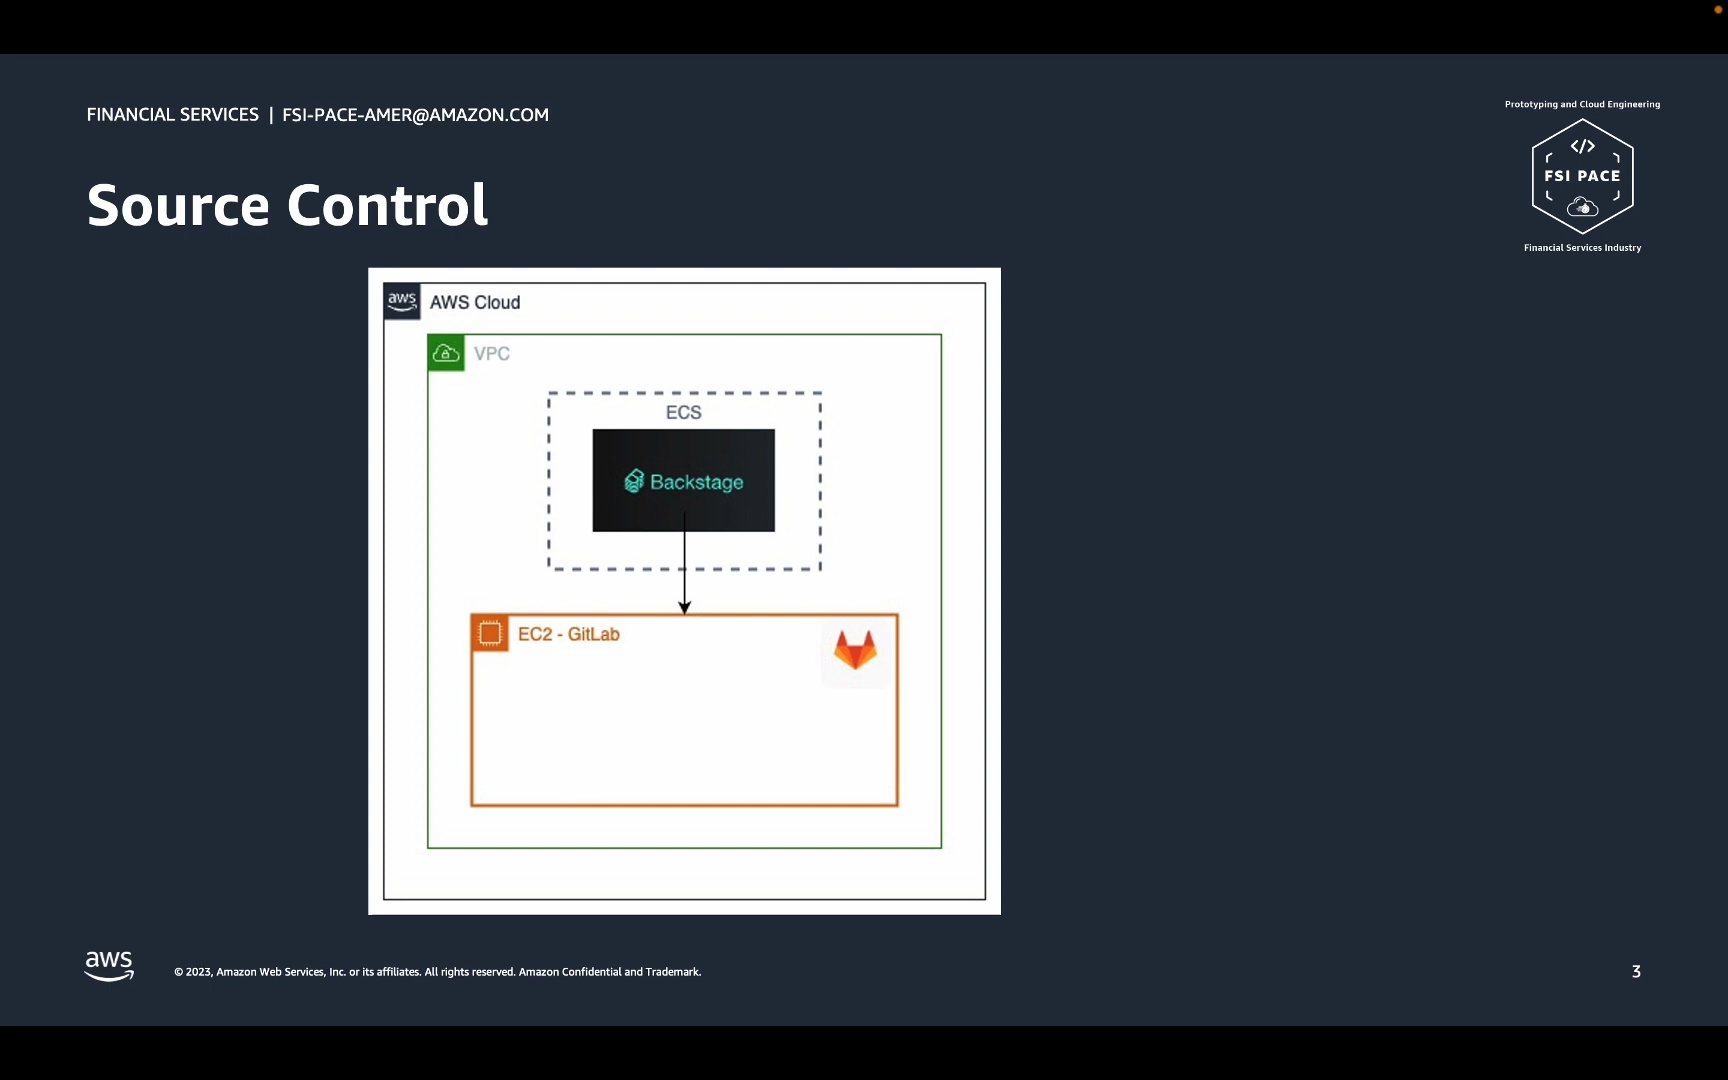 FINANCIAL SERVICES | FSI-PACE-AMER@AMAZON.COM
Prototyping and Cloud Engineering
</>
FSI PACE
Financial Services Industry
Source Control
aws
AWS Cloud
VPC
ECS
Backstage
EC2 - GitLab
aws
© 2023, Amazon Web Services, Inc. or its affiliates. All rights reserved. Amazon Confidential and Trademark.
3